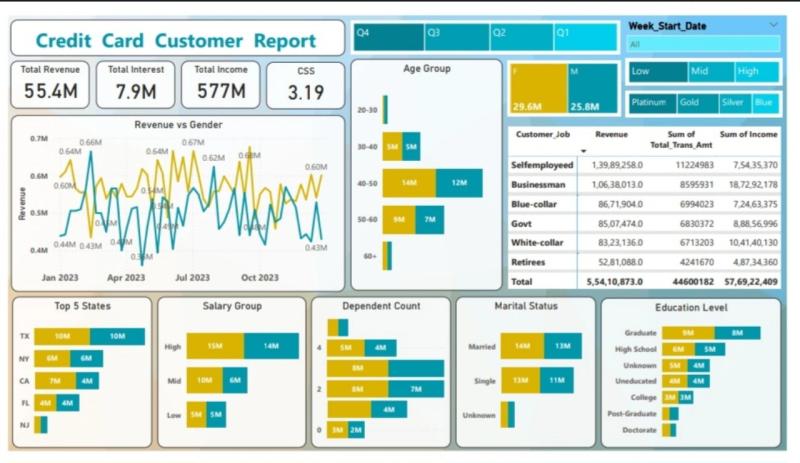 Credit Card Customer Report
Q4 Q3 Q2 Q1
Week_Start_Date
All
Total Revenue
55.4M
Total Interest
7.9M
Total Income
577M
CSS
3.19
Low Mid High
Platinum Gold Silver Blue
Revenue vs Gender
Revenue
0.7M
0.6M
0.5M
0.4M
0.64M 0.66M 0.64M 0.67M 0.62M 0.60M
0.60M
0.44M 0.43M 0.43M
Jan 2023 Apr 2023 Jul 2023 Oct 2023
Age Group
20-30
30-40 5M 5M
40-50 14M 12M
50-60 9M 7M
60+
F M
29.6M 25.8M
Customer_Job Revenue Sum of Total_Trans_Amt Sum of Income
Selfemployeed 1,39,89,258.0 11224983 7,54,35,370
Businessman 1,06,38,013.0 8595931 18,72,92,178
Blue-collar 86,71,904.0 6994023 7,24,63,375
Govt 85,07,474.0 6830372 8,88,56,996
White-collar 83,23,136.0 6713203 10,41,40,130
Retirees 52,81,088.0 4241670 4,87,34,360
Total 5,54,10,873.0 44600182 57,69,22,409
Top 5 States
TX 10M 10M
NY 6M 6M
CA 7M 4M
FL 4M 4M
NJ
Salary Group
High 15M 14M
Mid 10M 6M
Low 5M 5M
Dependent Count
4 5M 4M
8M
2 8M 7M
4M
0 3M 2M
Marital Status
Married 14M 13M
Single 13M 11M
Unknown
Education Level
Graduate 9M 8M
High School 6M 5M
Unknown 5M 4M
Uneducated 4M 4M
College 3M 3M
Post-Graduate
Doctorate